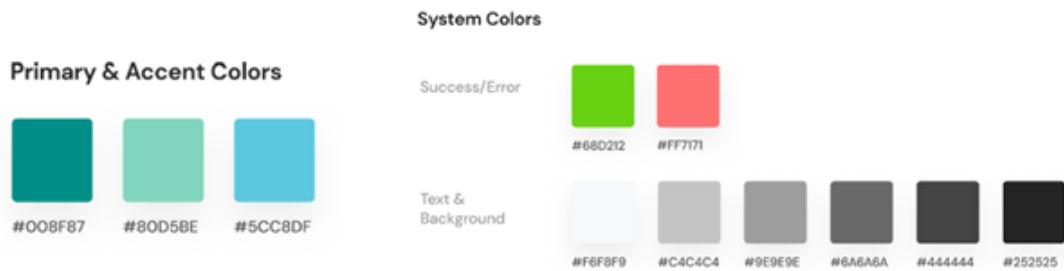 System Colors
Primary & Accent Colors
Success/Error
#68D212 #FF7171
#008F87 #80D5BE #5CC8DF
Text &
Background
#F6F8F9 #C4C4C4 #9E9E9E #6A6A6A #444444 #252525